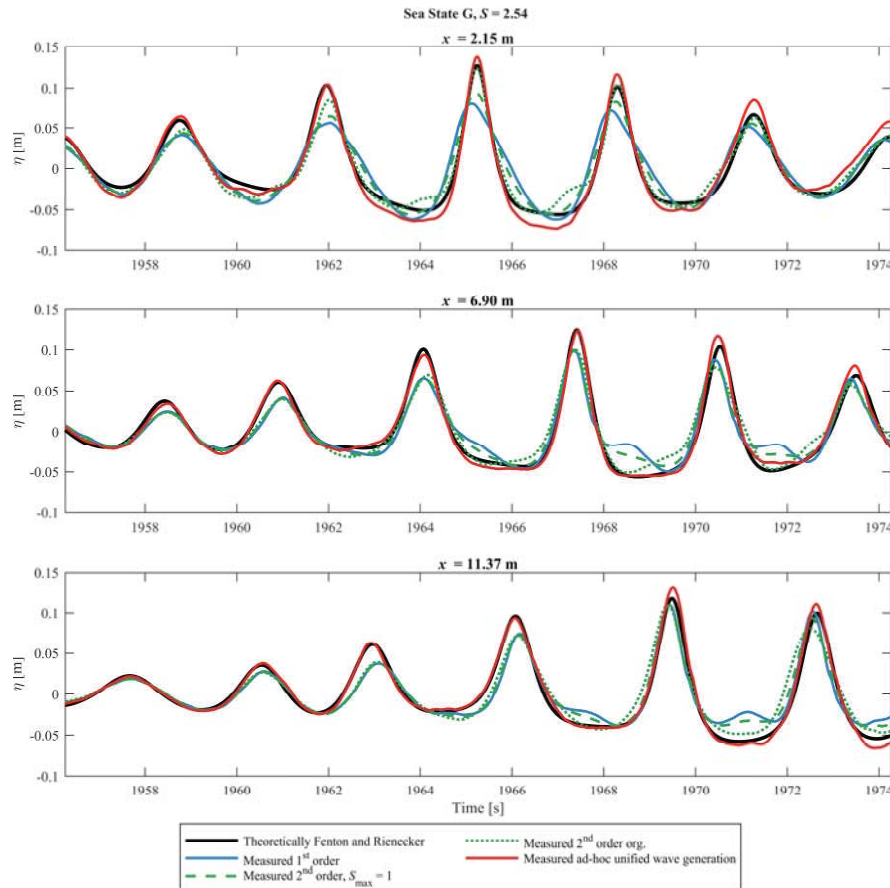 Sea State G, S = 2.54
x = 2.15 m
0.15
0.1
0.05
0
-0.05
-0.1
η [m]
1958 1960 1962 1964 1966 1968 1970 1972 1974
x = 6.90 m
0.15
0.1
0.05
0
-0.05
-0.1
η [m]
1958 1960 1962 1964 1966 1968 1970 1972 1974
x = 11.37 m
0.15
0.1
0.05
0
-0.05
-0.1
η [m]
1958 1960 1962 1964 1966 1968 1970 1972 1974
Time [s]
Theoretically Fenton and Rienecker
Measured 1st order
Measured 2nd order, Smax = 1
Measured 2nd order org.
Measured ad-hoc unified wave generation